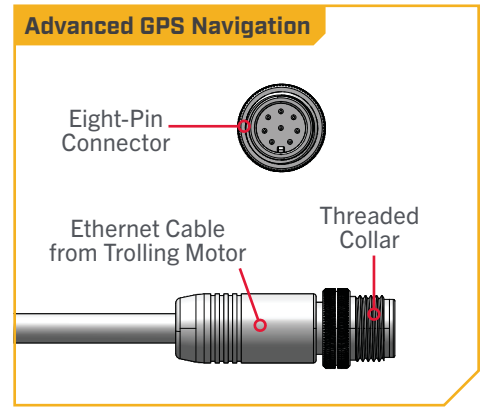 Advanced GPS Navigation
Eight-Pin
Connector
Ethernet Cable
from Trolling Motor
Threaded
Collar